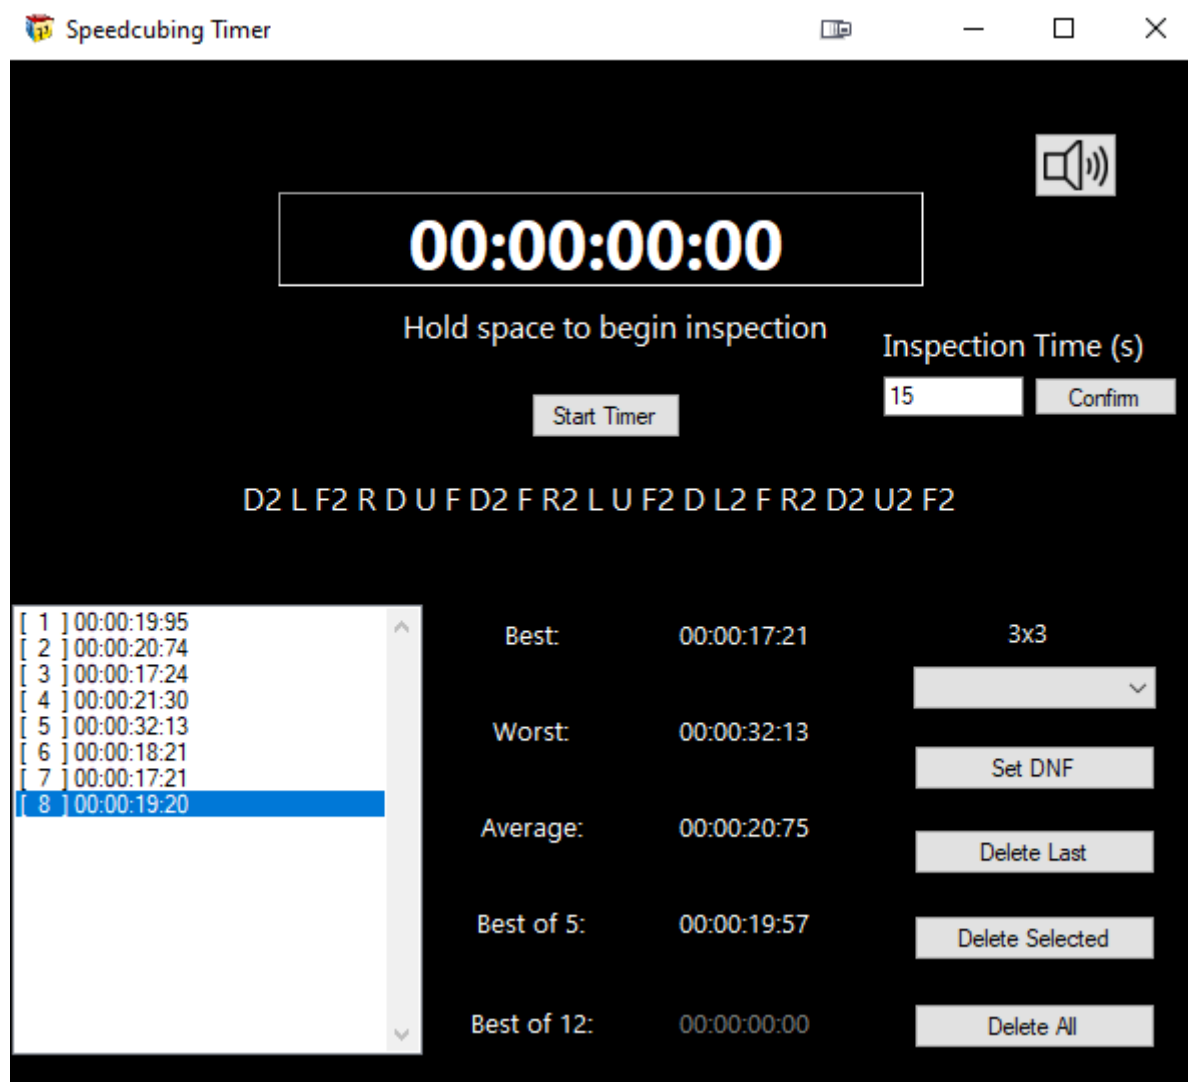 Speedcubing Timer
00:00:00:00
Hold space to begin inspection
Inspection Time (s)
15
Confirm
Start Timer
D2 L F2 R D U F D2 F R2 L U F2 D L2 F R2 D2 U2 F2
[ 1 ] 00:00:19:95
[ 2 ] 00:00:20:74
[ 3 ] 00:00:17:24
[ 4 ] 00:00:21:30
[ 5 ] 00:00:32:13
[ 6 ] 00:00:18:21
[ 7 ] 00:00:17:21
[ 8 ] 00:00:19:20
Best: 00:00:17:21
Worst: 00:00:32:13
Average: 00:00:20:75
Best of 5: 00:00:19:57
Best of 12: 00:00:00:00
3x3
Set DNF
Delete Last
Delete Selected
Delete All